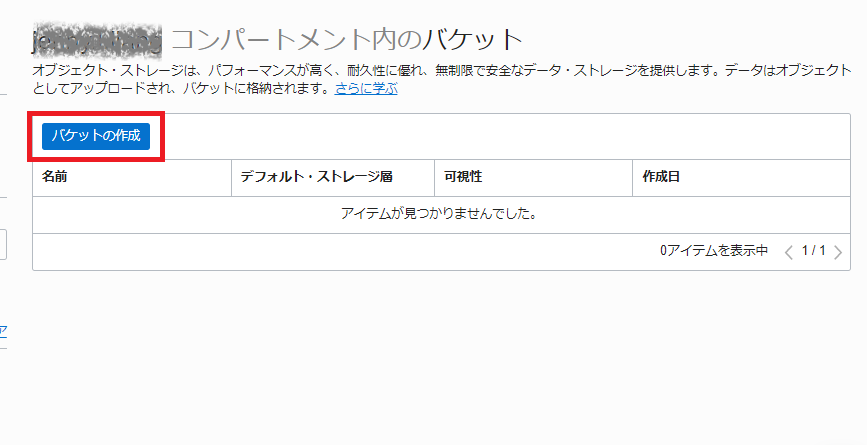 コンパートメント内のバケット
オブジェクト・ストレージは、パフォーマンスが高く、耐久性に優れ、無制限で安全なデータ・ストレージを提供します。データはオブジェクト
としてアップロードされ、バケットに格納されます。さらに学ぶ
バケットの作成
名前 デフォルト・ストレージ層 可視性 作成日
アイテムが見つかりませんでした。
0アイテムを表示中 1 / 1
ア